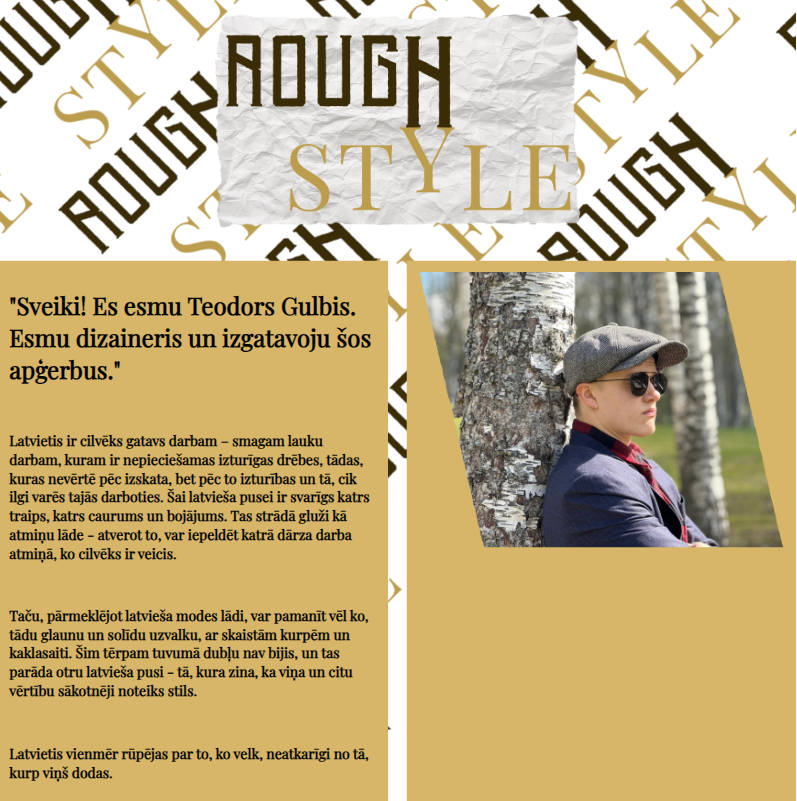 ROUGH
STYLE
"Sveiki! Es esmu Teodors Gulbis.
Esmu dizaineris un izgatavoju šos
apģerbus."
Latvietis ir cilvēks gatavs darbam – smagam lauku
darbam, kuram ir nepieciešamas izturīgas drēbes, tādas,
kuras nevērtē pēc izskata, bet pēc to izturības un tā, cik
ilgi varēs tajās darboties. Šai latvieša pusei ir svarīgs katrs
traips, katrs caurums un bojājums. Tas strādā gluži kā
atmiņu lāde - atverot to, var iepeldēt katrā dārza darba
atmiņā, ko cilvēks ir veicis.
Taču, pārmeklējot latvieša modes lādi, var pamanīt vēl ko,
tādu glaunu un solīdu uzvalku, ar skaistām kurpēm un
kaklasaiti. Šim tērpam tuvumā dubļu nav bijis, un tas
parāda otru latvieša pusi - tā, kura zina, ka viņa un citu
vērtību sākotnēji noteiks stils.
Latvietis vienmēr rūpējas par to, ko velk, neatkarīgi no tā,
kurp viņš dodas.